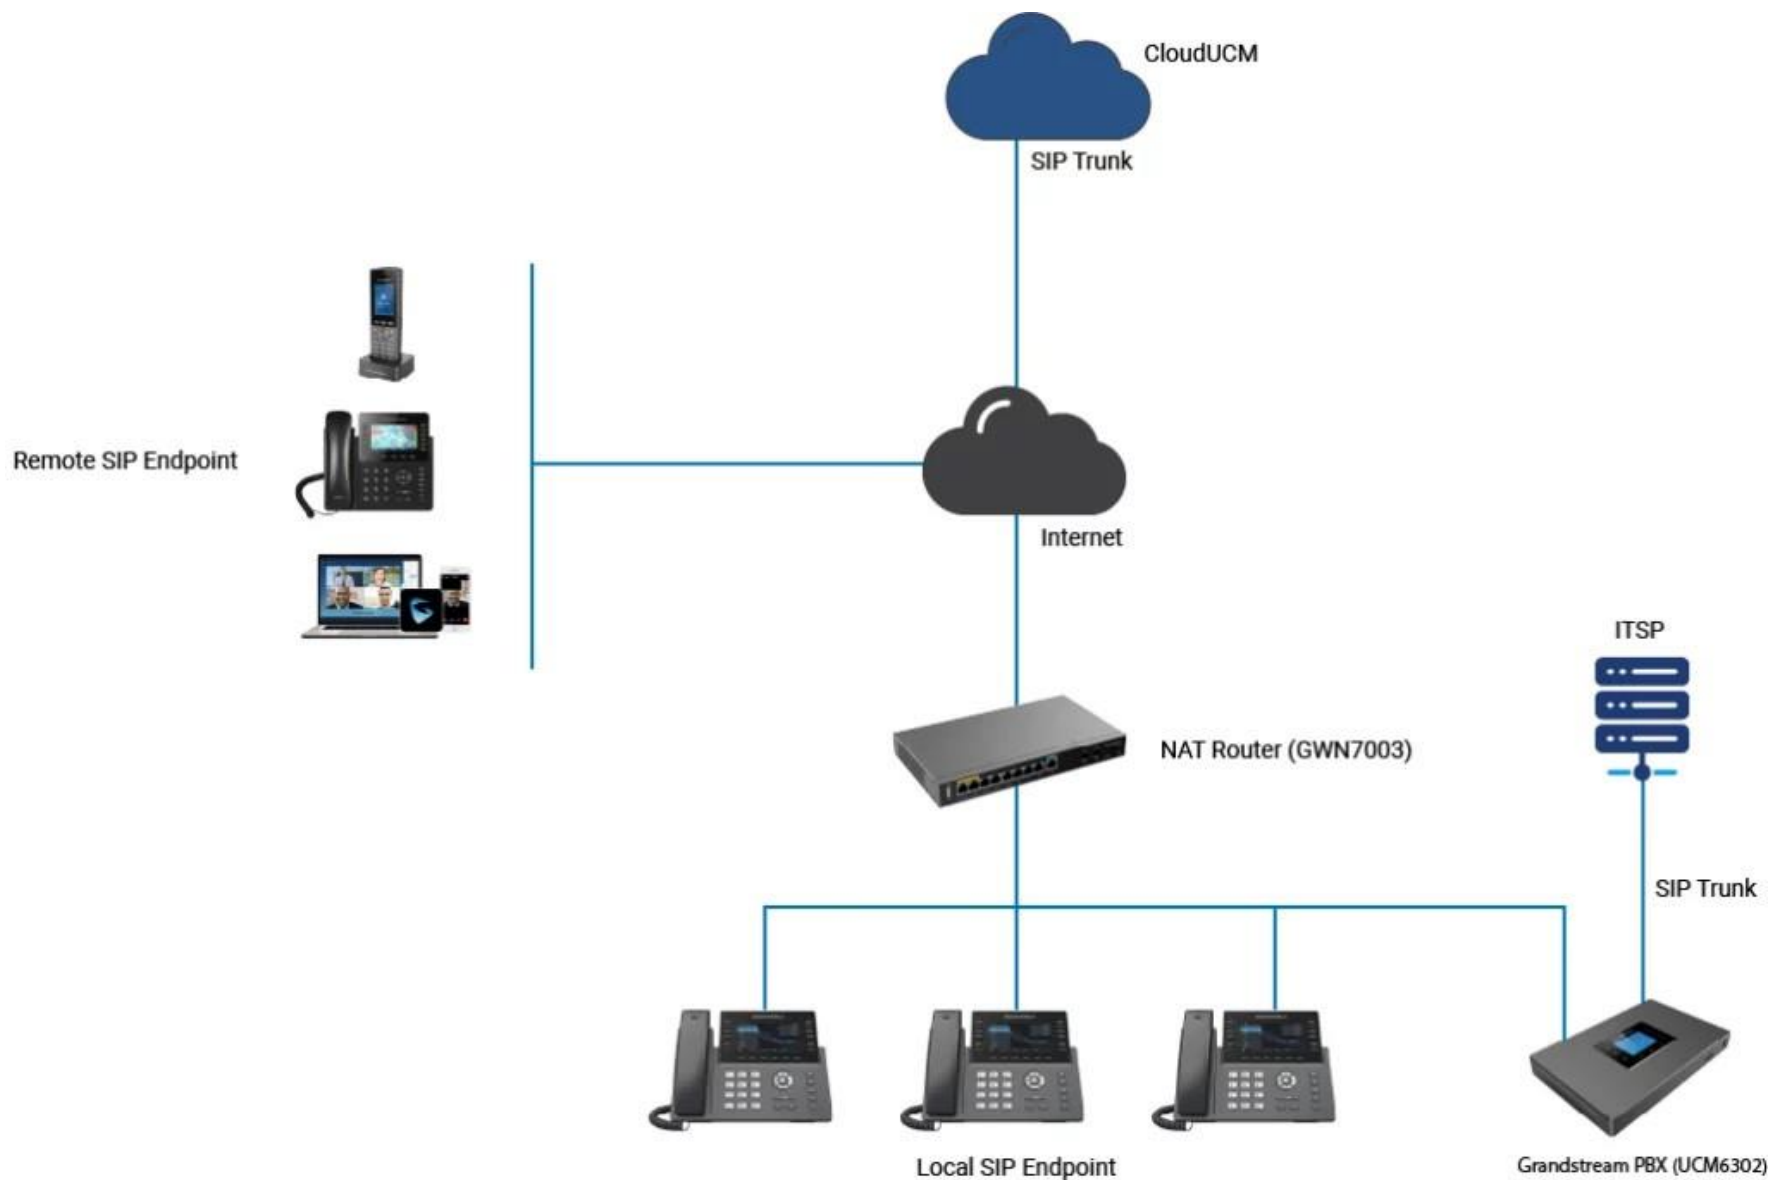 CloudUCM
SIP Trunk
Remote SIP Endpoint
Internet
ITSP
NAT Router (GWN7003)
SIP Trunk
Local SIP Endpoint
Grandstream PBX (UCM6302)